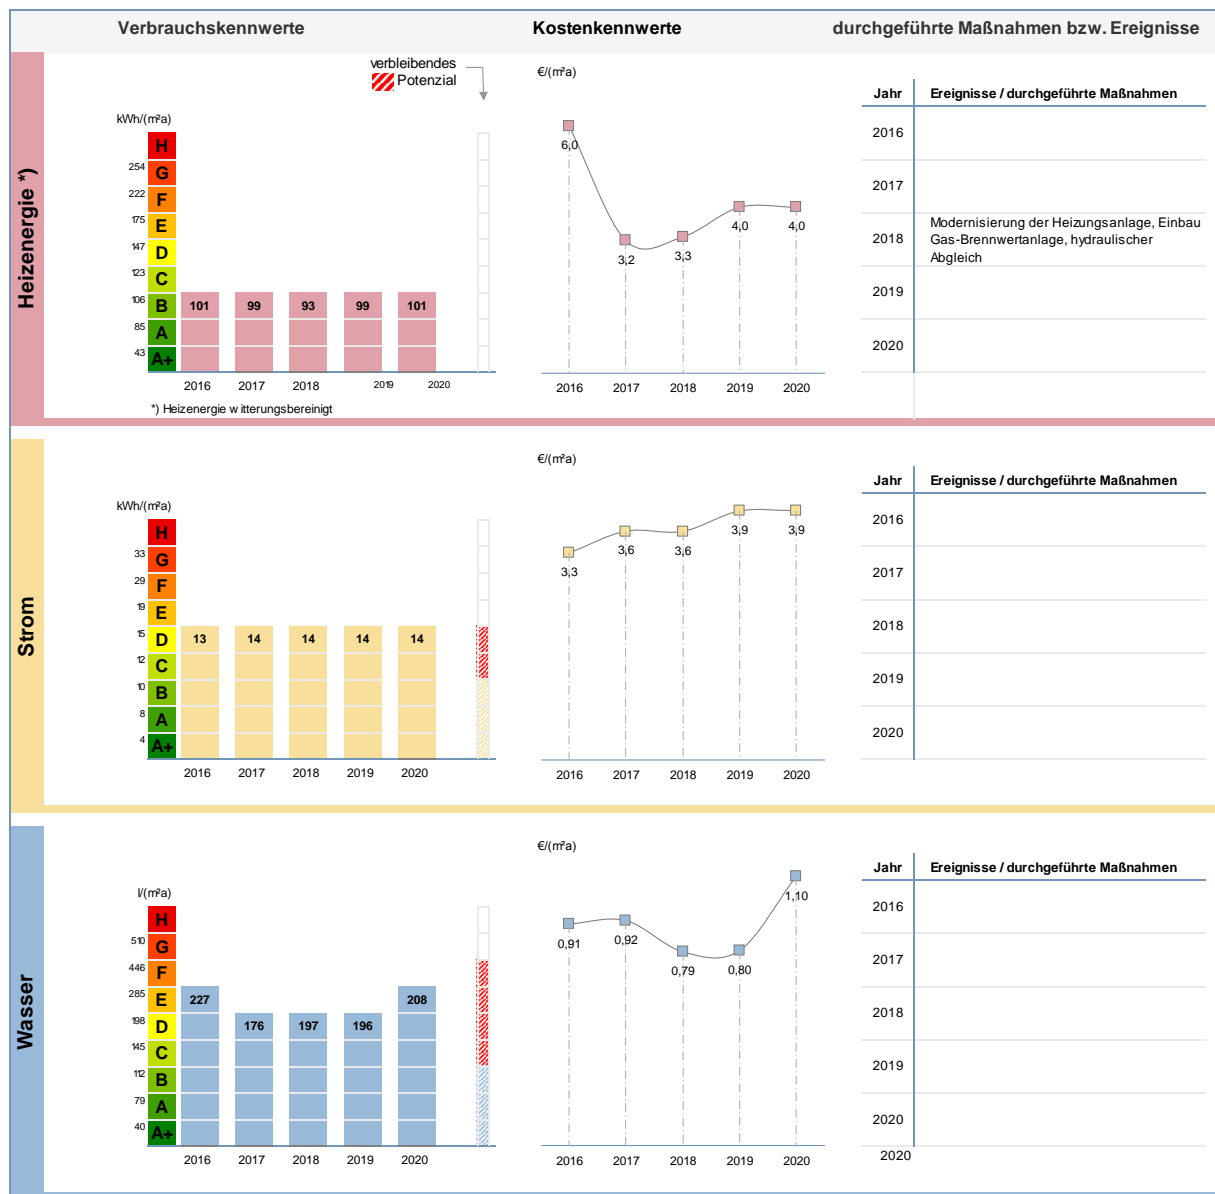 Verbrauchskennwerte
Kostenkennwerte
durchgeführte Maßnahmen bzw. Ereignisse
Heizenergie *)
verbleibendes
Potenzial
kWh/(m²a)
H
254
G
222
F
175
E
147
D
123
C
106
B
85
A
43
A+
101
99
93
99
101
2016
2017
2018
2019
2020
*) Heizenergie witterungsbereinigt
€/(m²a)
6,0
3,2
3,3
4,0
4,0
2016
2017
2018
2019
2020
Jahr
Ereignisse / durchgeführte Maßnahmen
2016
2017
2018
Modernisierung der Heizungsanlage, Einbau
Gas-Brennwertanlage, hydraulischer
Abgleich
2019
2020
Strom
kWh/(m²a)
H
33
G
29
F
19
E
15
D
12
C
10
B
8
A
4
A+
13
14
14
14
14
2016
2017
2018
2019
2020
€/(m²a)
3,3
3,6
3,6
3,9
3,9
2016
2017
2018
2019
2020
Jahr
Ereignisse / durchgeführte Maßnahmen
2016
2017
2018
2019
2020
Wasser
l/(m²a)
H
510
G
446
F
285
E
198
D
145
C
112
B
79
A
40
A+
227
176
197
196
208
2016
2017
2018
2019
2020
€/(m²a)
0,91
0,92
0,79
0,80
1,10
2016
2017
2018
2019
2020
Jahr
Ereignisse / durchgeführte Maßnahmen
2016
2017
2018
2019
2020
2020